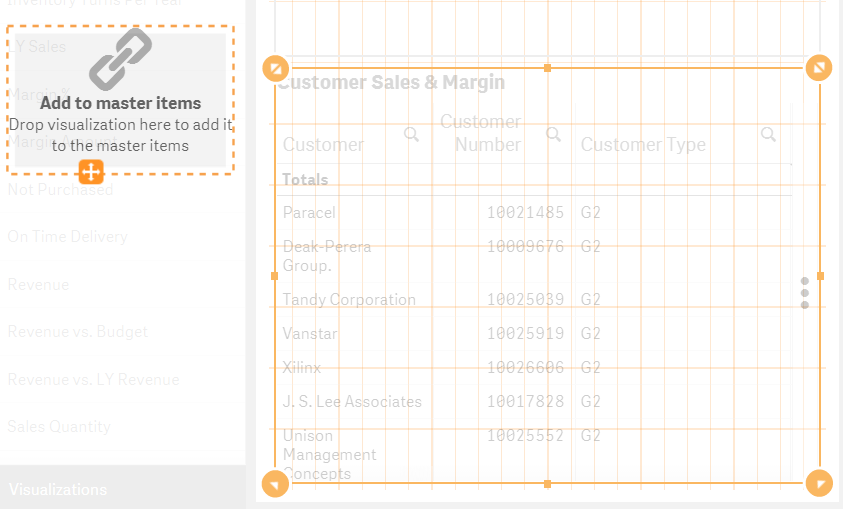 Inventory Turns Per Year
LY Sales
Margin %
Margin Amount
Add to master items
Drop visualization here to add it
to the master items
Not Purchased
On Time Delivery
Revenue
Revenue vs. Budget
Revenue vs. LY Revenue
Sales Quantity
Visualizations
Customer Sales & Margin
Customer
Customer
Number
Customer Type
Totals
Paracel 10021485 G2
Deak-Perera 10009676 G2
Group.
Tandy Corporation 10025039 G2
Vanstar 10025919 G2
Xilinx 10026606 G2
J. S. Lee Associates 10017828 G2
Unison 10025552 G2
Management
Concepts